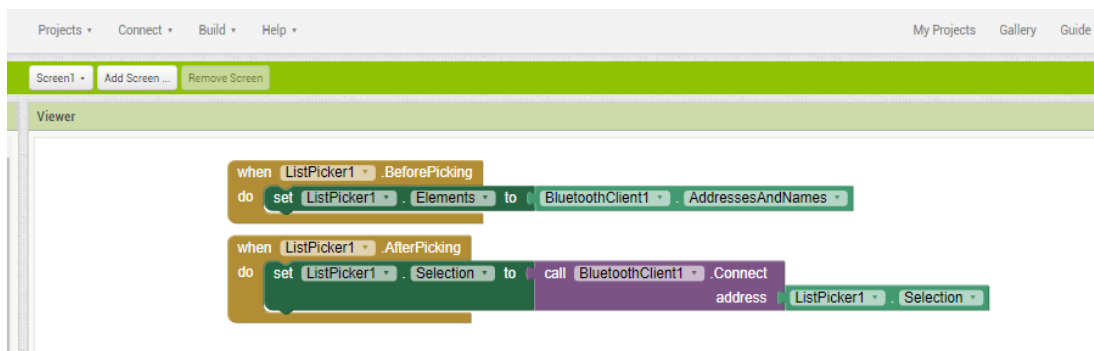 Projects Connect Build Help My Projects Gallery Guide
Screen1 Add Screen ... Remove Screen
Viewer
when ListPicker1 .BeforePicking
do set ListPicker1 . Elements to BluetoothClient1 . AddressesAndNames
when ListPicker1 .AfterPicking
do set ListPicker1 . Selection to call BluetoothClient1 .Connect
address ListPicker1 . Selection